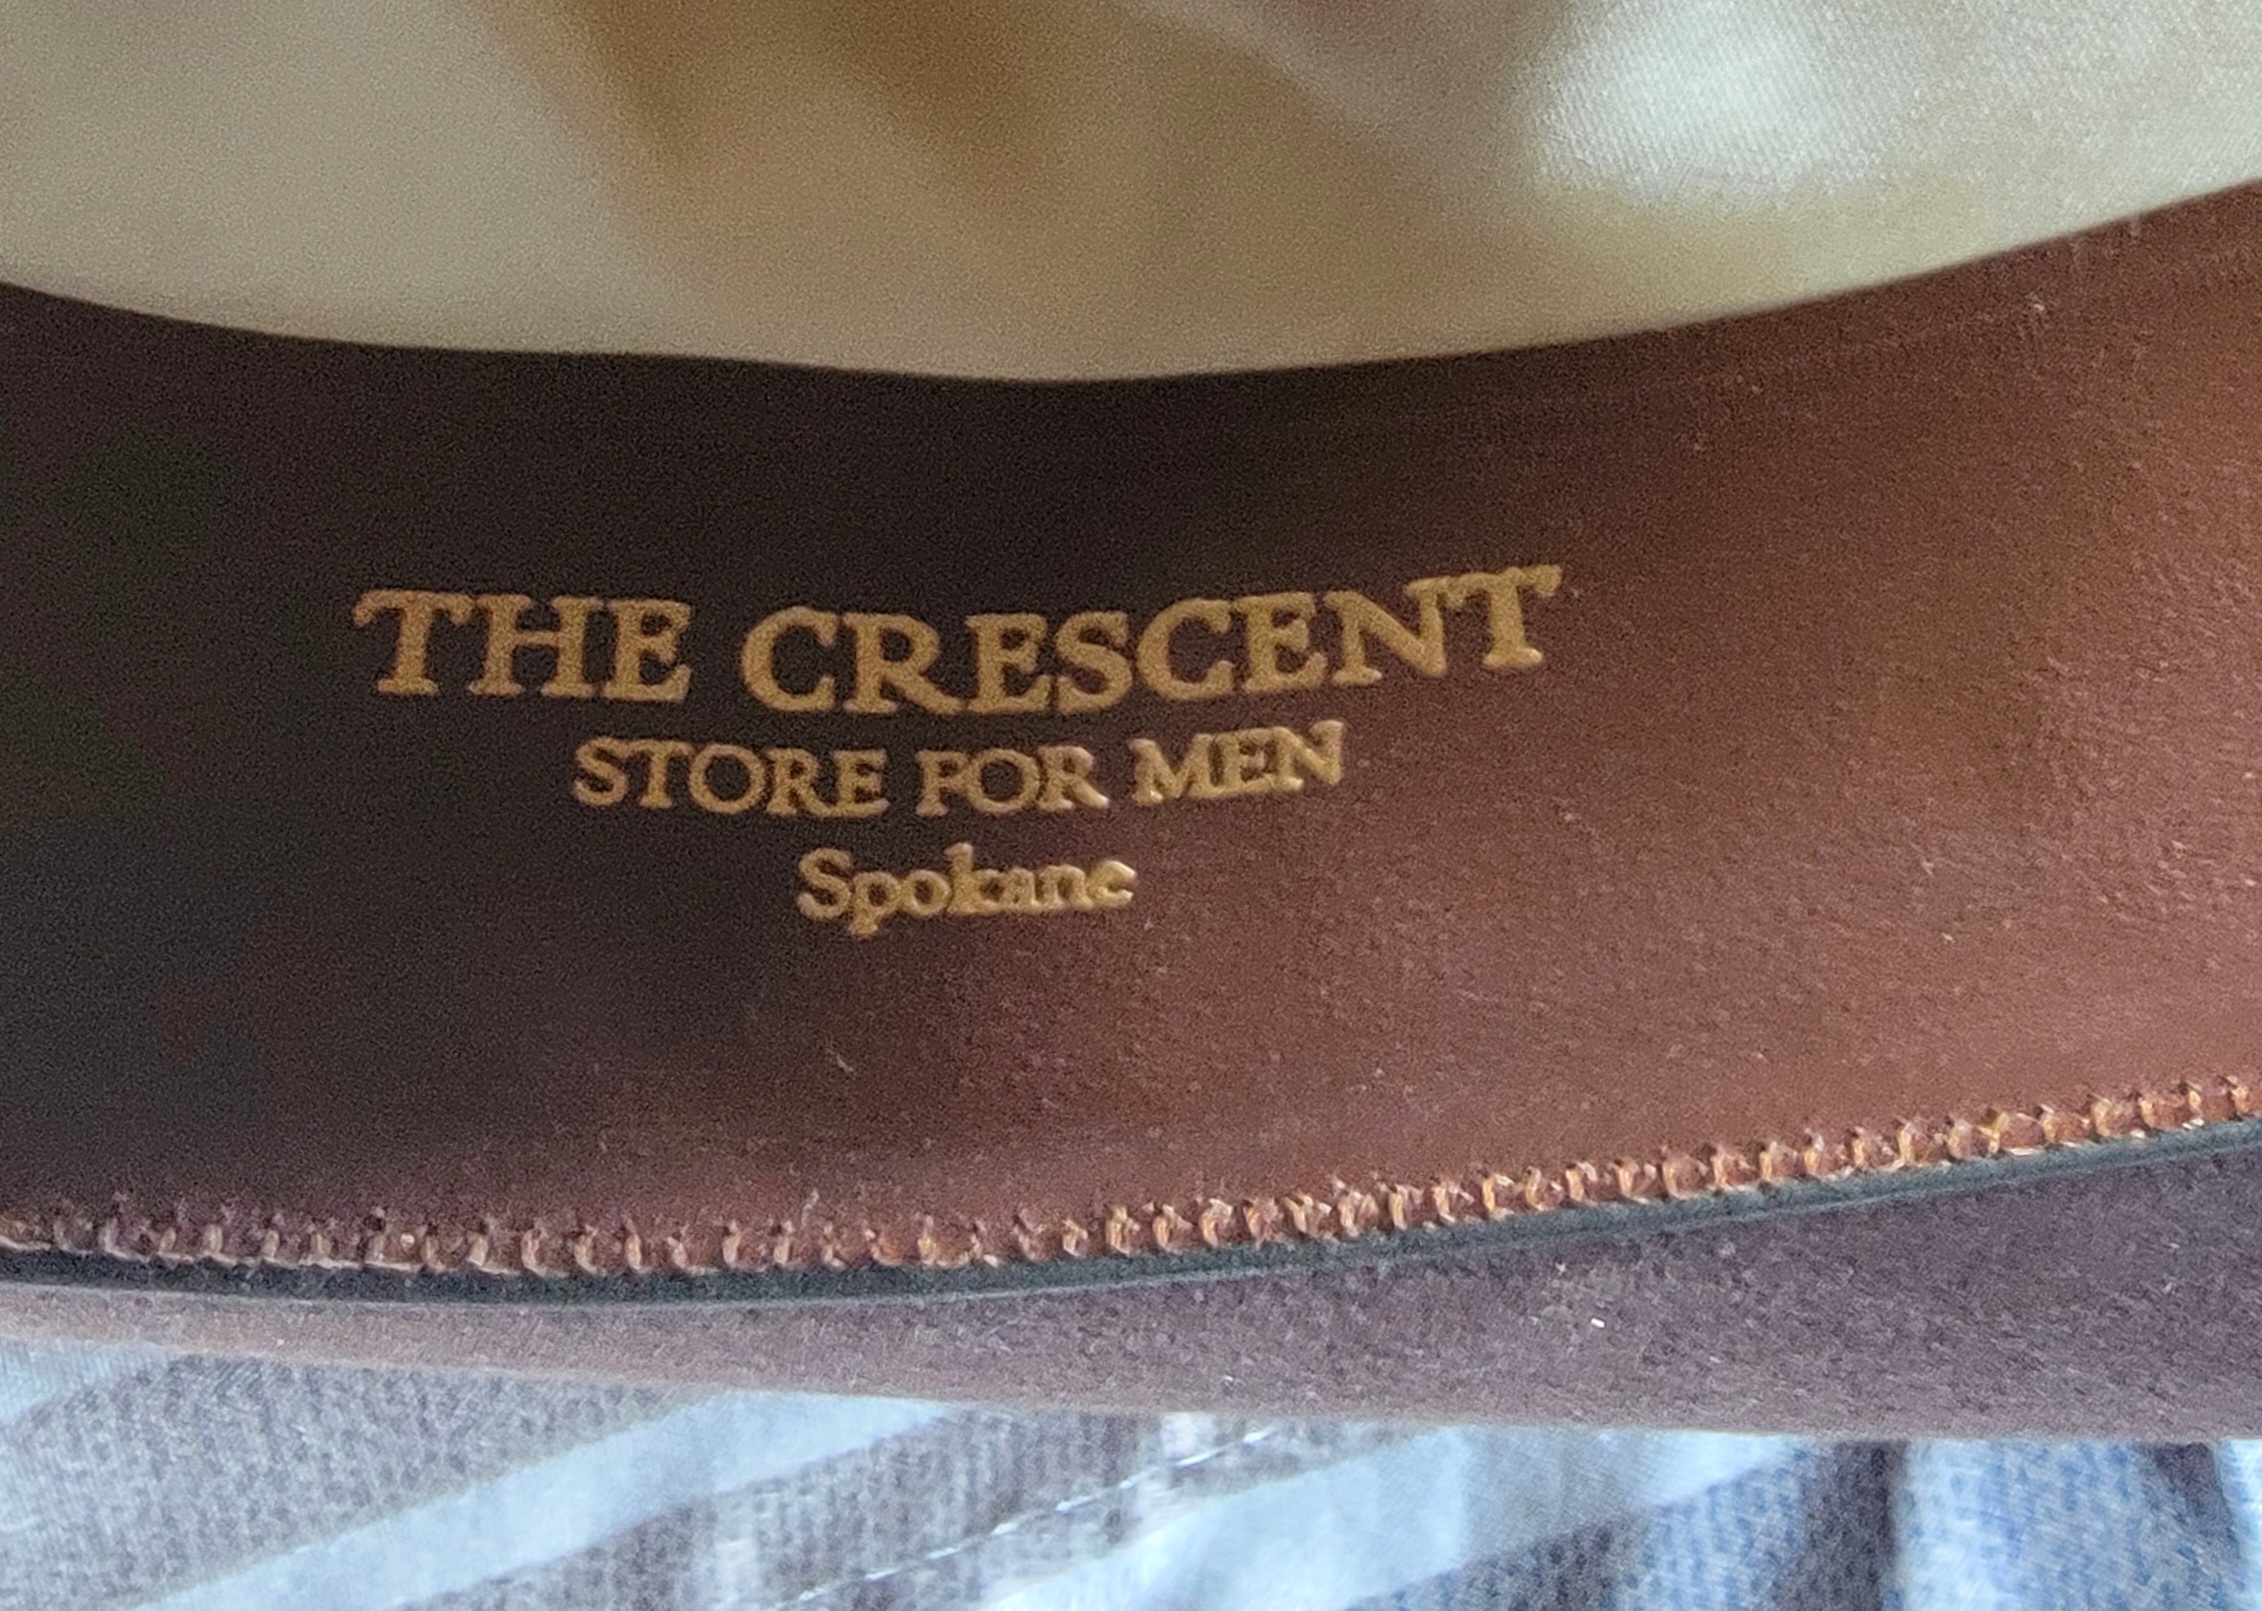 THE CRESCENT
STORE FOR MEN
Spokane